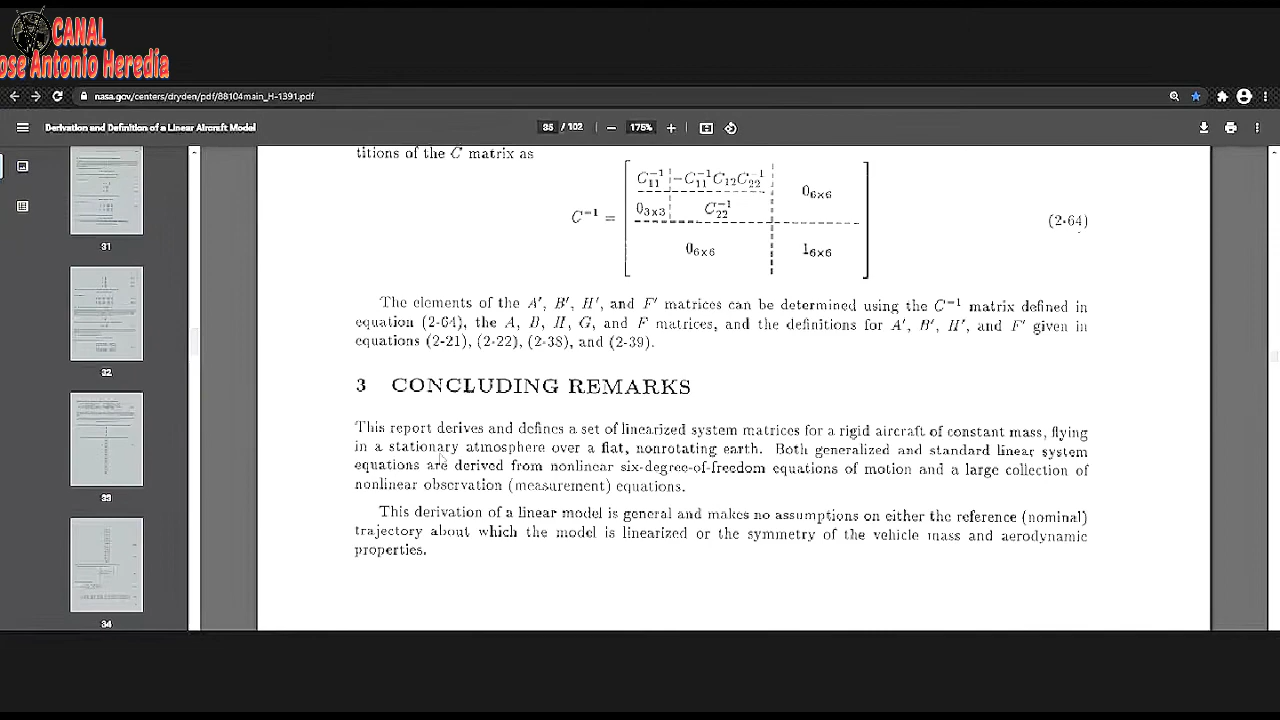 CANAL
ose Antonio Heredia
nasa.gov/centers/dryden/pdf/88104main_H-1391.pdf
Derivation and Definition of a Linear Aircraft Model
35 / 102
175%
titions of the C matrix as
C⁻¹ =
C₁₁⁻¹ −C₁₁⁻¹C₁₂C₂₂⁻¹ 0₆ₓ₆
0₃ₓ₃ C₂₂⁻¹
0₆ₓ₆ 1₆ₓ₆
(2-64)
The elements of the A′, B′, H′, and F′ matrices can be determined using the C⁻¹ matrix defined in
equation (2-64), the A, B, H, G, and F matrices, and the definitions for A′, B′, H′, and F′ given in
equations (2-21), (2-22), (2-38), and (2-39).
3 CONCLUDING REMARKS
This report derives and defines a set of linearized system matrices for a rigid aircraft of constant mass, flying
in a stationary atmosphere over a flat, nonrotating earth. Both generalized and standard linear system
equations are derived from nonlinear six-degree-of-freedom equations of motion and a large collection of
nonlinear observation (measurement) equations.
This derivation of a linear model is general and makes no assumptions on either the reference (nominal)
trajectory about which the model is linearized or the symmetry of the vehicle mass and aerodynamic
properties.
31
32
33
34